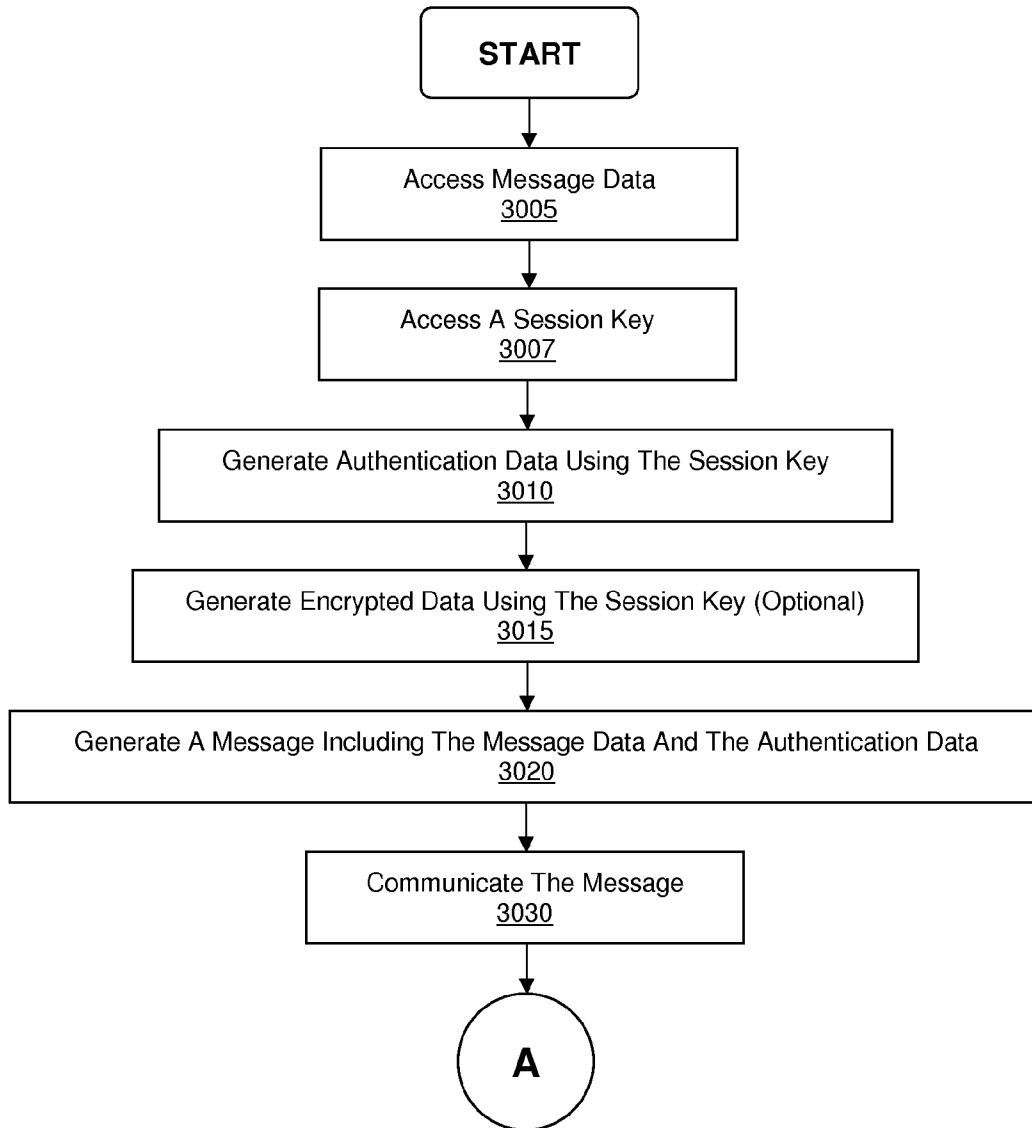 START
Access Message Data
3005
Access A Session Key
3007
Generate Authentication Data Using The Session Key
3010
Generate Encrypted Data Using The Session Key (Optional)
3015
Generate A Message Including The Message Data And The Authentication Data
3020
Communicate The Message
3030
A